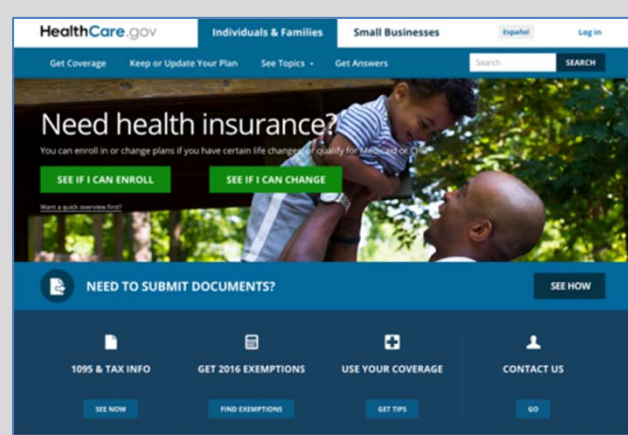 HealthCare.gov
Individuals & Families
Small Businesses
Español
Log in
Get Coverage
Keep or Update Your Plan
See Topics
Get Answers
Search
SEARCH
Need health insurance?
You can enroll in or change plans if you have certain life changes, or qualify for Medicaid or CHIP.
SEE IF I CAN ENROLL
SEE IF I CAN CHANGE
Want a quick overview first?
NEED TO SUBMIT DOCUMENTS?
SEE HOW
1095 & TAX INFO
GET 2016 EXEMPTIONS
USE YOUR COVERAGE
CONTACT US
SEE NOW
FIND EXEMPTIONS
GET TIPS
GO